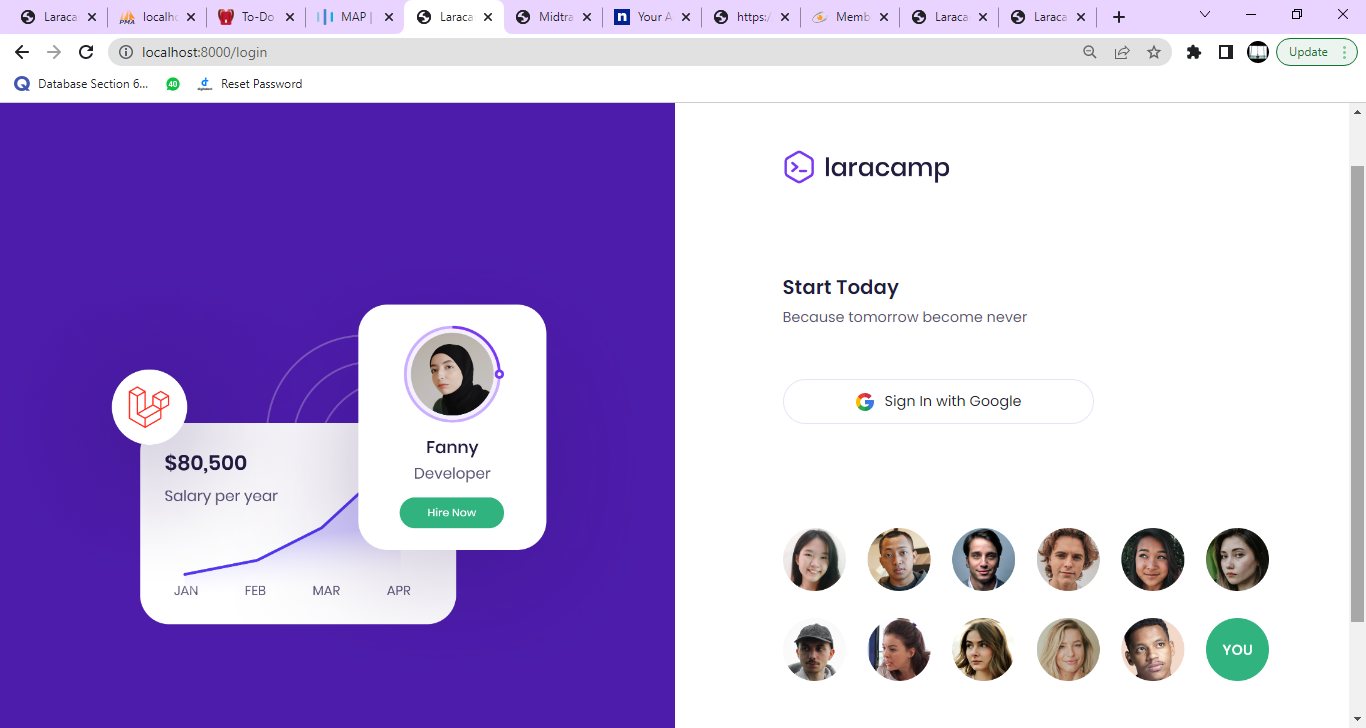 Laraca
localho
To-Do
MAP |
Laraca
Midtra
Your A
https:/
Memb
Laraca
Laraca
localhost:8000/login
Update
Database Section 6...
40
Reset Password
laracamp
Start Today
Because tomorrow become never
Sign In with Google
Fanny
Developer
Hire Now
$80,500
Salary per year
JAN FEB MAR APR
YOU